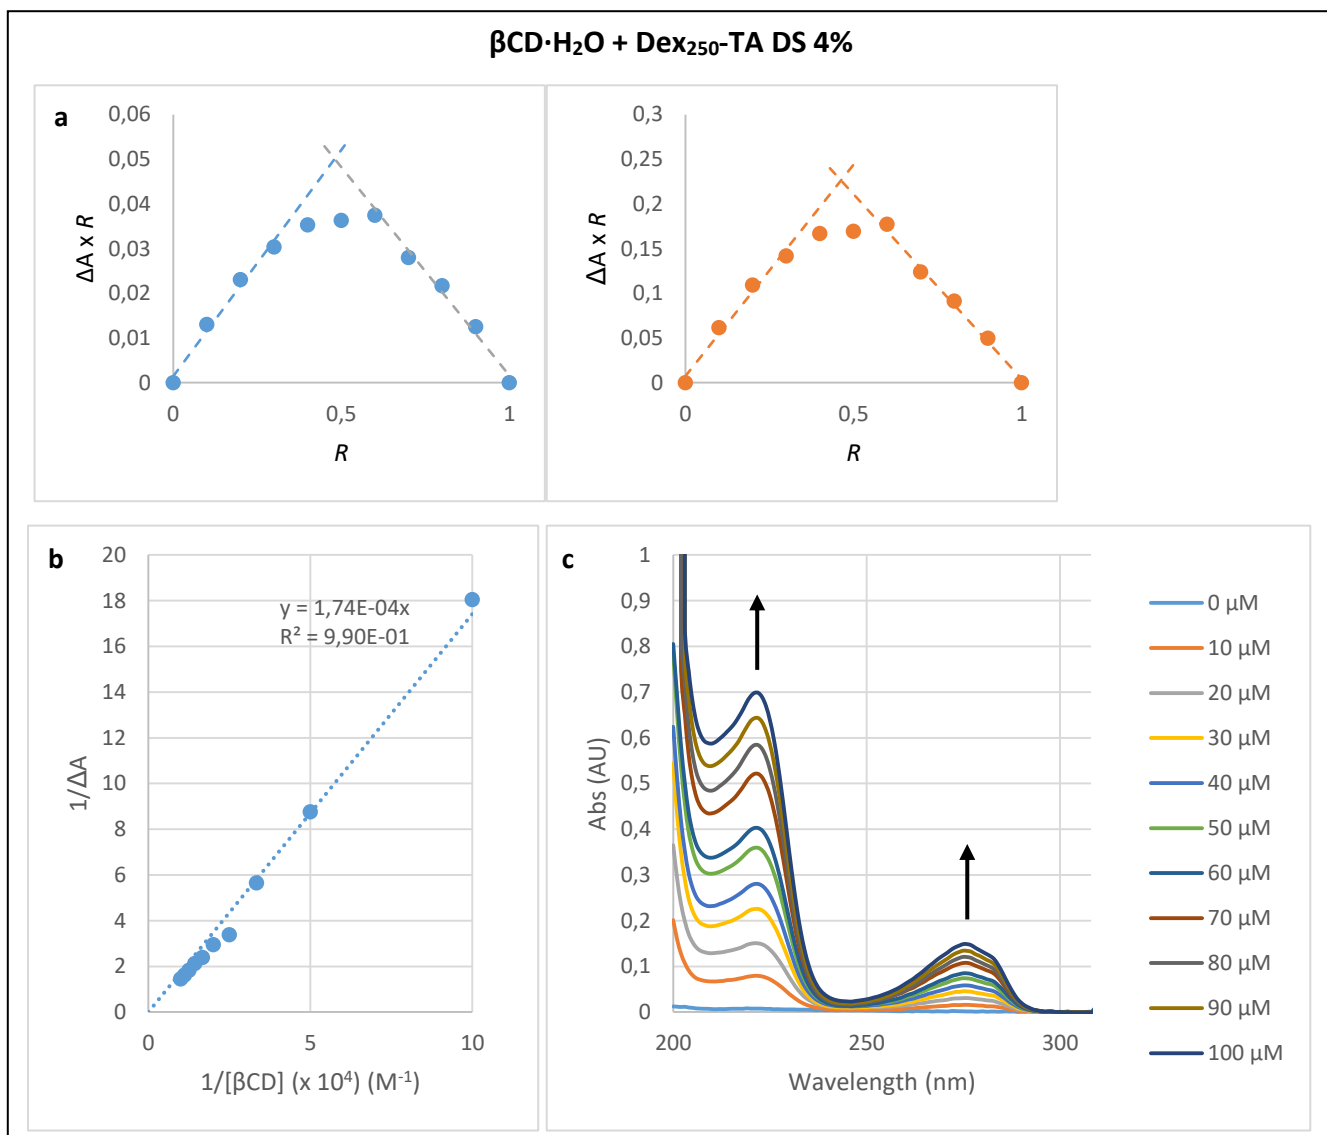 βCD·H₂O + Dex₂₅₀-TA DS 4%
a
0,06
0,05
0,04
0,03
0,02
0,01
0
ΔA x R
0
0,5
1
R
0,3
0,25
0,2
0,15
0,1
0,05
0
ΔA x R
0
0,5
1
R
b
20
18
16
14
12
10
8
6
4
2
0
1/ΔA
y = 1,74E-04x
R² = 9,90E-01
0
5
10
1/[βCD] (x 10⁴) (M⁻¹)
c
1
0,9
0,8
0,7
0,6
0,5
0,4
0,3
0,2
0,1
0
Abs (AU)
200
250
300
Wavelength (nm)
0 μM
10 μM
20 μM
30 μM
40 μM
50 μM
60 μM
70 μM
80 μM
90 μM
100 μM